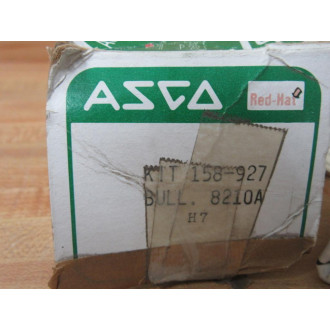 ASCO
Red-Hat
KIT 158-927
BULL. 8210A
H7